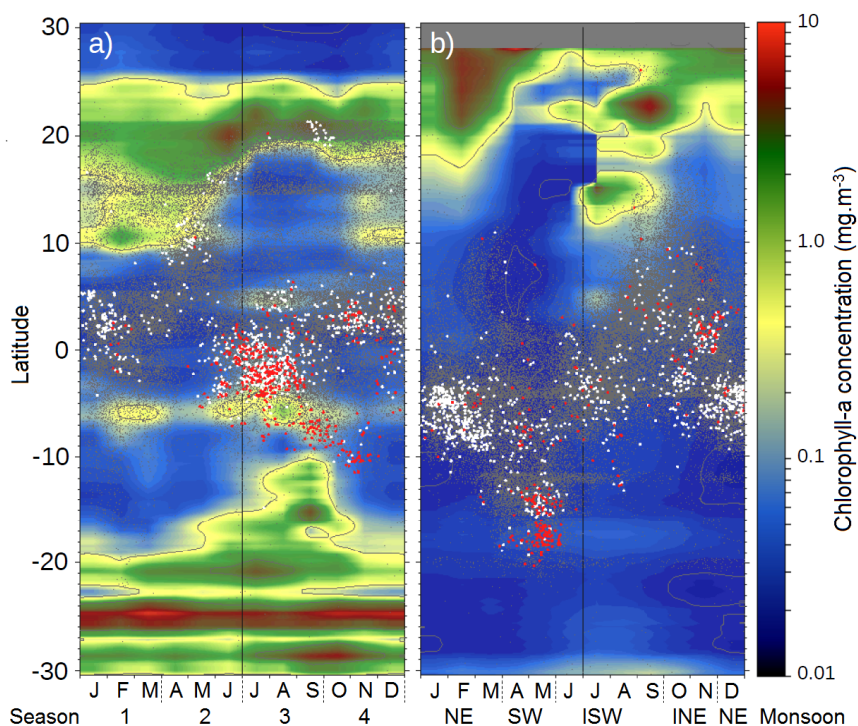 a)
b)
30
20
10
0
-10
-20
-30
Latitude
10
1.0
0.1
0.01
Chlorophyll-a concentration (mg.m-3)
J F M A M J J A S O N D
J F M A M J J A S O N D
Season 1 2 3 4
NE SW ISW INE NE Monsoon